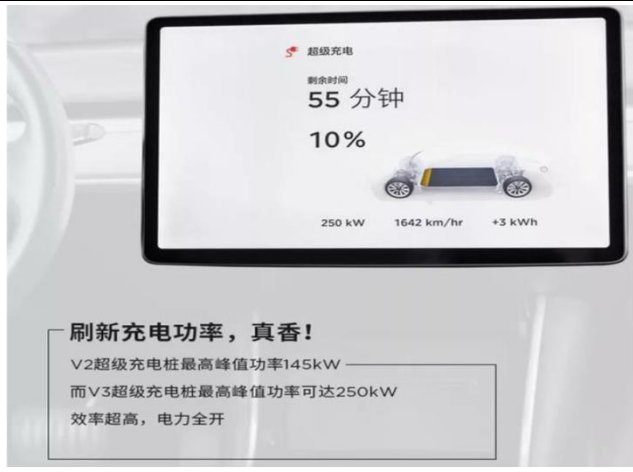 超级充电
剩余时间
55 分钟
10%
250 kW 1642 km/hr +3 kWh
刷新充电功率，真香！
V2超级充电桩最高峰值功率145kW
而V3超级充电桩最高峰值功率可达250kW
效率超高，电力全开